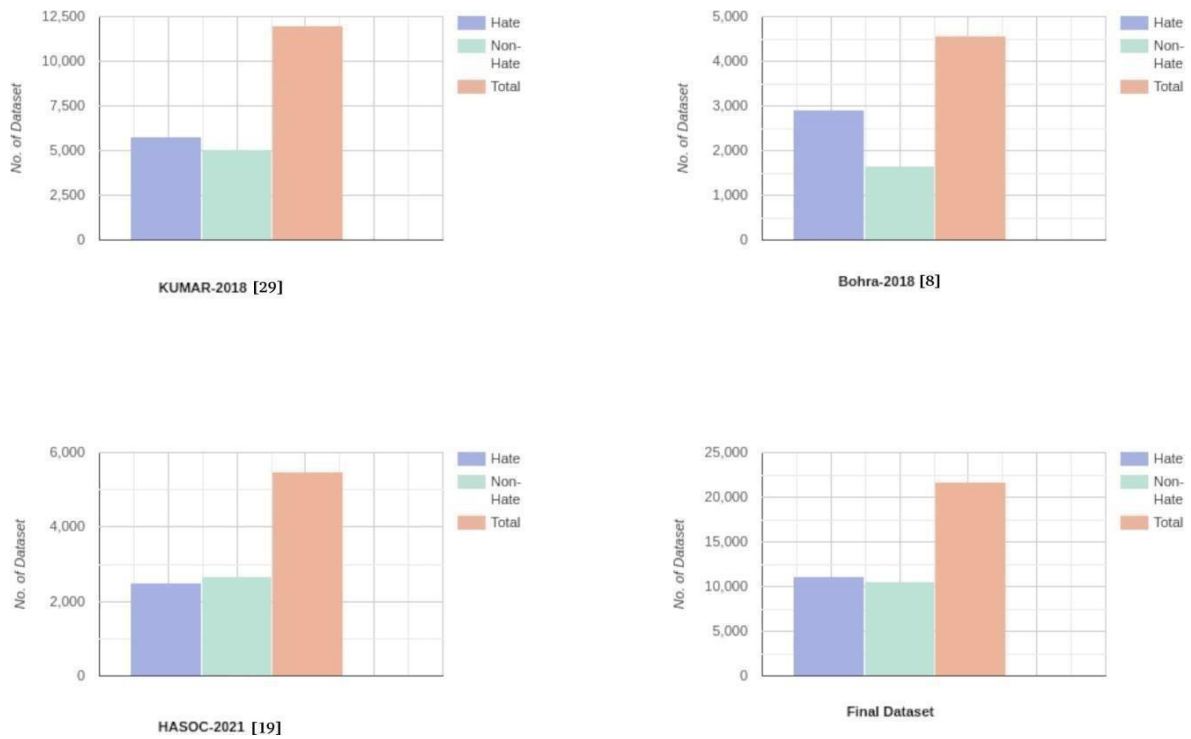 12,500
10,000
7,500
5,000
2,500
0
No. of Dataset
Hate
Non-
Hate
Total
KUMAR-2018 [29]
5,000
4,000
3,000
2,000
1,000
0
No. of Dataset
Hate
Non-
Hate
Total
Bohra-2018 [8]
6,000
4,000
2,000
0
No. of Dataset
Hate
Non-
Hate
Total
HASOC-2021 [19]
25,000
20,000
15,000
10,000
5,000
0
No. of Dataset
Hate
Non-
Hate
Total
Final Dataset